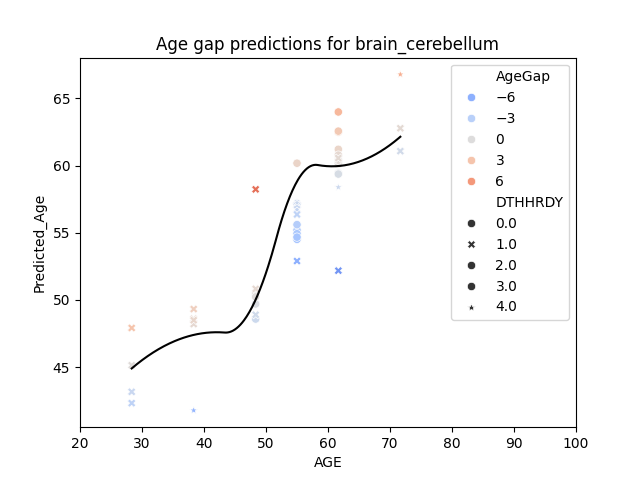 Age gap predictions for brain_cerebellum
Predicted_Age
65
60
55
50
45
20 30 40 50 60 70 80 90 100
AGE
AgeGap
−6
−3
0
3
6
DTHHRDY
0.0
1.0
2.0
3.0
4.0